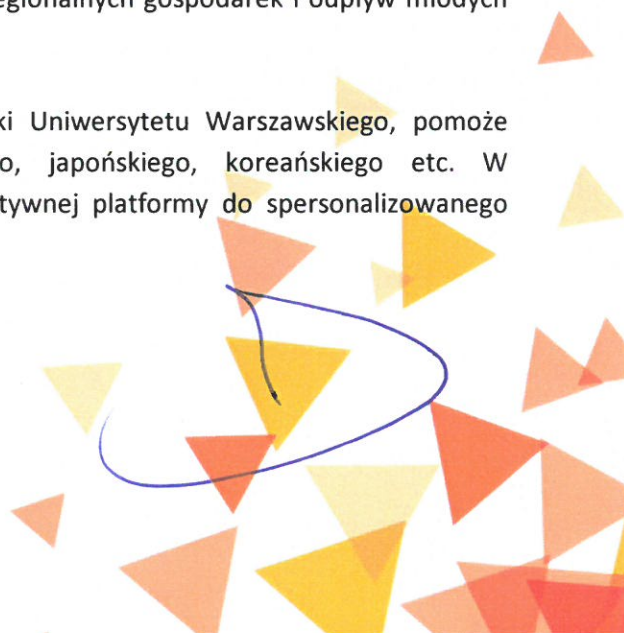 egionalnych gospodarek i odpływ młodych
ki Uniwersytetu Warszawskiego, pomoże
o, japońskiego, koreańskiego etc. W
tywnej platformy do spersonalizowanego